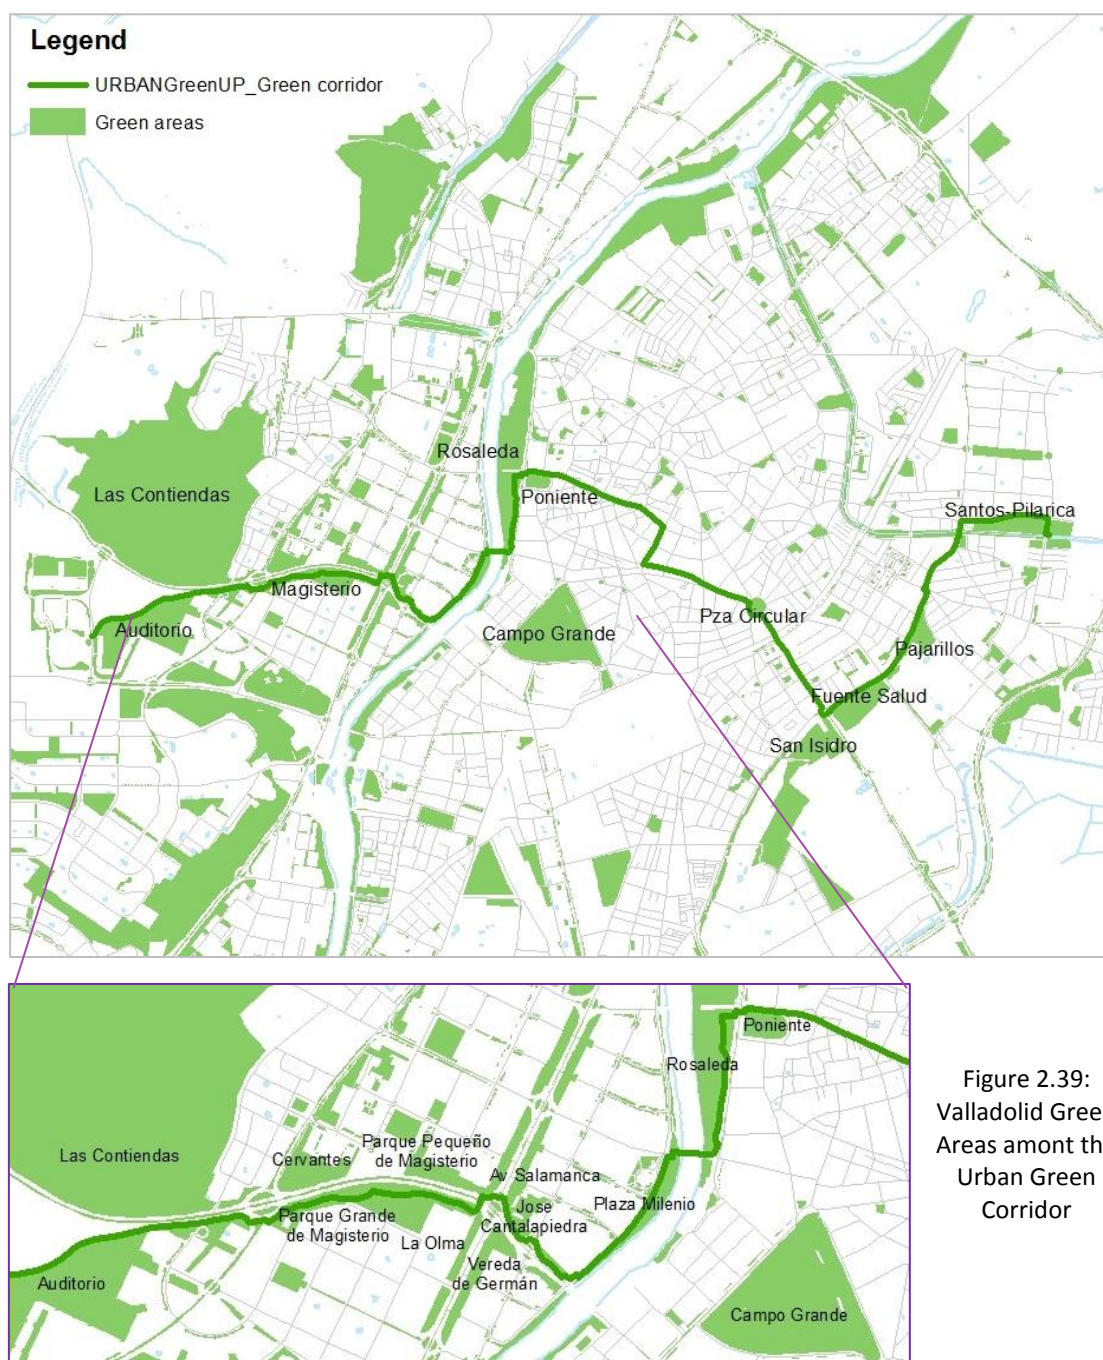 Legend
URBANGreenUP_Green corridor
Green areas
Rosaleda
Las Contiendas
Poniente
Santos-Pilarica
Magisterio
Auditorio
Campo Grande
Pza Circular
Pajarillos
Fuente Salud
San Isidro
Poniente
Rosaleda
Las Contiendas
Cervantes
Parque Pequeño
de Magisterio
Av Salamanca
Jose
Cantalapiedra
Plaza Milenio
Parque Grande
de Magisterio
La Olma
Vereda
de Germán
Auditorio
Campo Grande
Figure 2.39:
Valladolid Gree
Areas amont th
Urban Green
Corridor